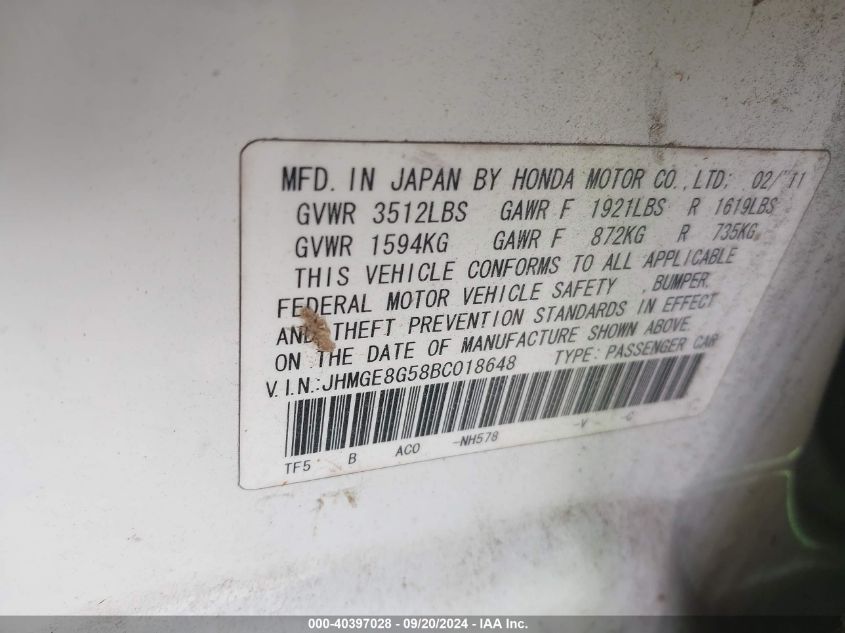 MFD. IN JAPAN BY HONDA MOTOR CO.,LTD; 02/'11
GVWR 3512LBS GAWR F 1921LBS R 1619LBS
GVWR 1594KG GAWR F 872KG R 735KG
THIS VEHICLE CONFORMS TO ALL APPLICABLE
FEDERAL MOTOR VEHICLE SAFETY , BUMPER,
AND THEFT PREVENTION STANDARDS IN EFFECT
ON THE DATE OF MANUFACTURE SHOWN ABOVE
V.I.N.:JHMGE8G58BC018648 TYPE: PASSENGER CAR
TF5 B AC0 -NH578 -V - -C
000-40397028 - 09/20/2024 - IAA Inc.